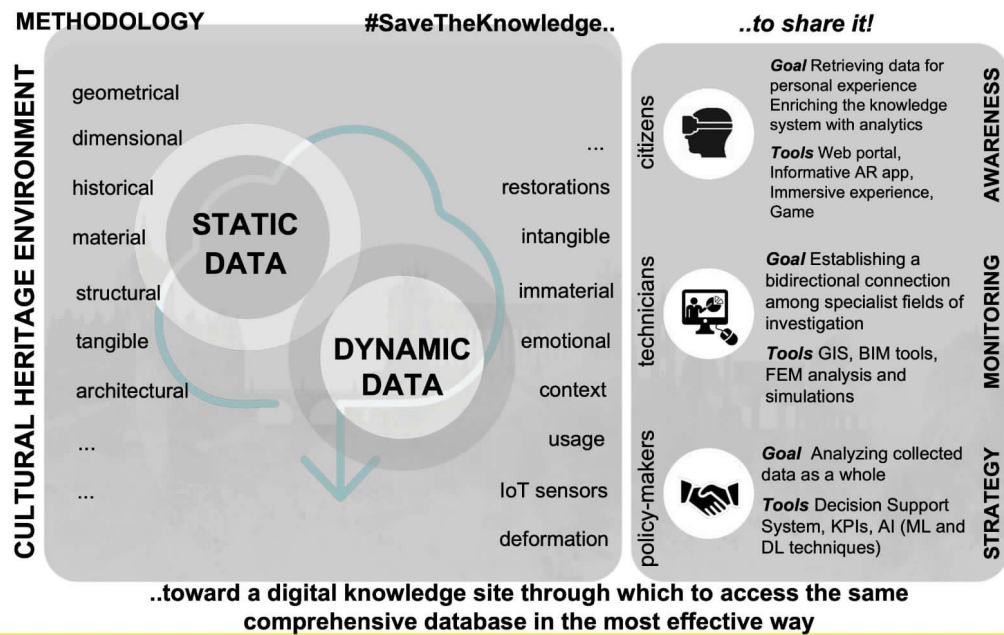 METHODOLOGY
#SaveTheKnowledge..
..to share it!
CULTURAL HERITAGE ENVIRONMENT
geometrical
dimensional
historical
material
structural
tangible
architectural
...
...
STATIC
DATA
DYNAMIC
DATA
...
restorations
intangible
immaterial
emotional
context
usage
IoT sensors
deformation
citizens
Goal Retrieving data for
personal experience
Enriching the knowledge
system with analytics
Tools Web portal,
Informative AR app,
Immersive experience,
Game
AWARENESS
technicians
Goal Establishing a
bidirectional connection
among specialist fields of
investigation
Tools GIS, BIM tools,
FEM analysis and
simulations
MONITORING
policy-makers
Goal Analyzing collected
data as a whole
Tools Decision Support
System, KPIs, AI (ML and
DL techniques)
STRATEGY
..toward a digital knowledge site through which to access the same
comprehensive database in the most effective way